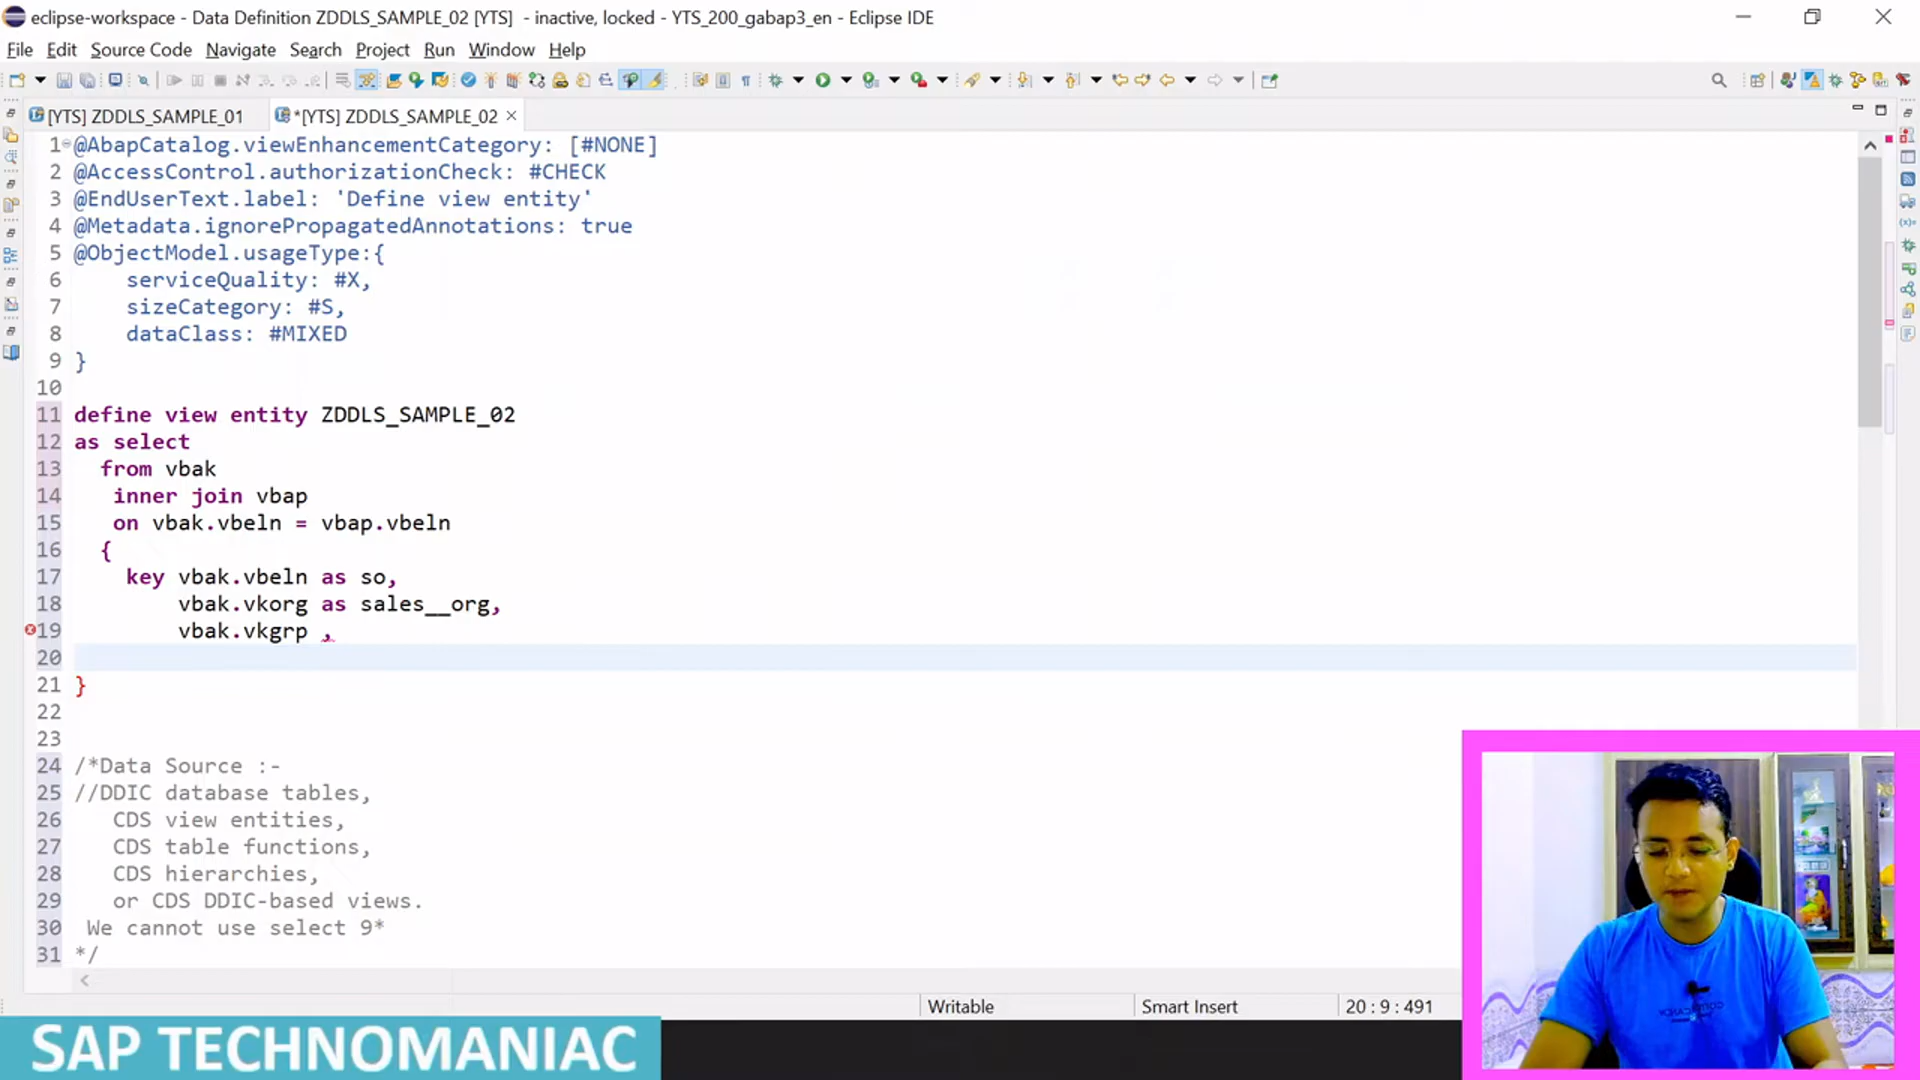 eclipse-workspace - Data Definition ZDDLS_SAMPLE_02 [YTS]  - inactive, locked - YTS_200_gabap3_en - Eclipse IDE
File Edit Source Code Navigate Search Project Run Window Help
[YTS] ZDDLS_SAMPLE_01 *[YTS] ZDDLS_SAMPLE_02
1 @AbapCatalog.viewEnhancementCategory: [#NONE]
2 @AccessControl.authorizationCheck: #CHECK
3 @EndUserText.label: 'Define view entity'
4 @Metadata.ignorePropagatedAnnotations: true
5 @ObjectModel.usageType:{
6     serviceQuality: #X,
7     sizeCategory: #S,
8     dataClass: #MIXED
9 }
10
11 define view entity ZDDLS_SAMPLE_02
12 as select
13   from vbak
14    inner join vbap
15    on vbak.vbeln = vbap.vbeln
16   {
17     key vbak.vbeln as so,
18         vbak.vkorg as sales__org,
19         vbak.vkgrp ,
20
21 }
22
23
24 /*Data Source :-
25 //DDIC database tables,
26    CDS view entities,
27    CDS table functions,
28    CDS hierarchies,
29    or CDS DDIC-based views.
30  We cannot use select 9*
31 */
Writable Smart Insert 20 : 9 : 491
SAP TECHNOMANIAC